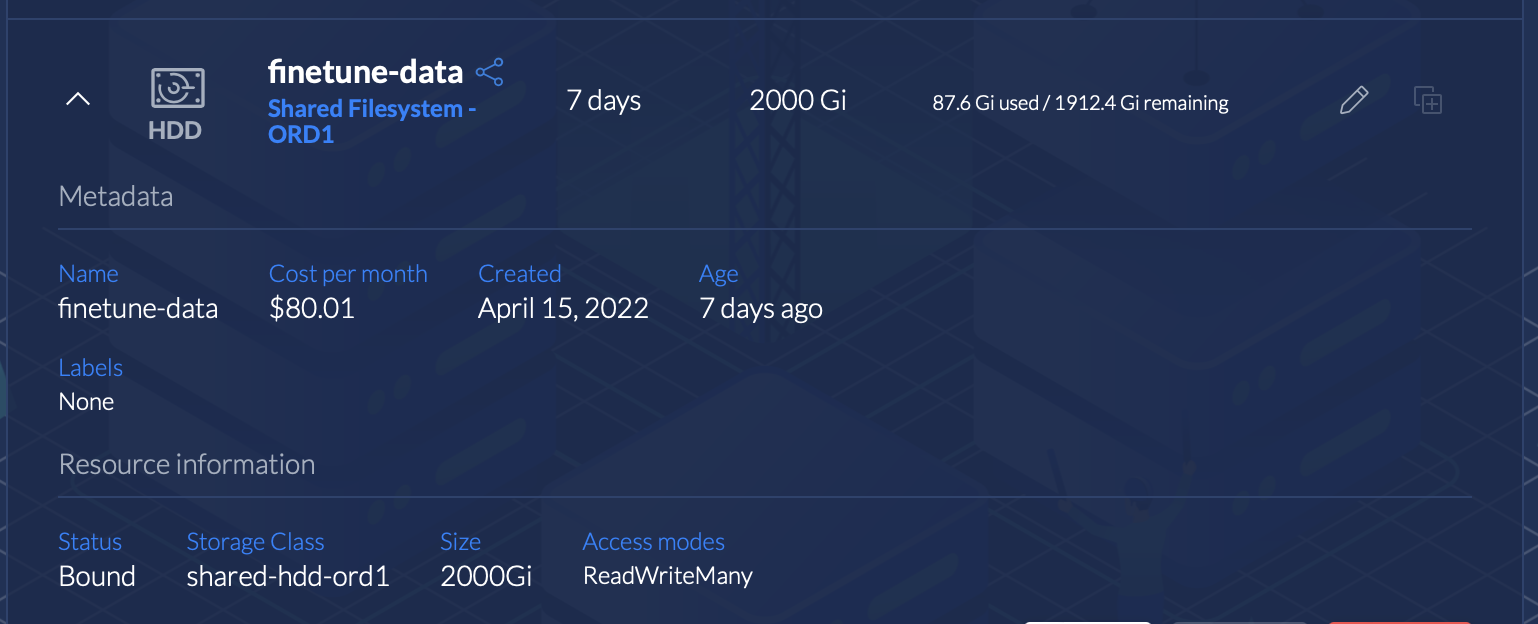 finetune-data
HDD
Shared Filesystem -
ORD1
7 days
2000 Gi
87.6 Gi used / 1912.4 Gi remaining
Metadata
Name Cost per month Created Age
finetune-data $80.01 April 15, 2022 7 days ago
Labels
None
Resource information
Status Storage Class Size Access modes
Bound shared-hdd-ord1 2000Gi ReadWriteMany